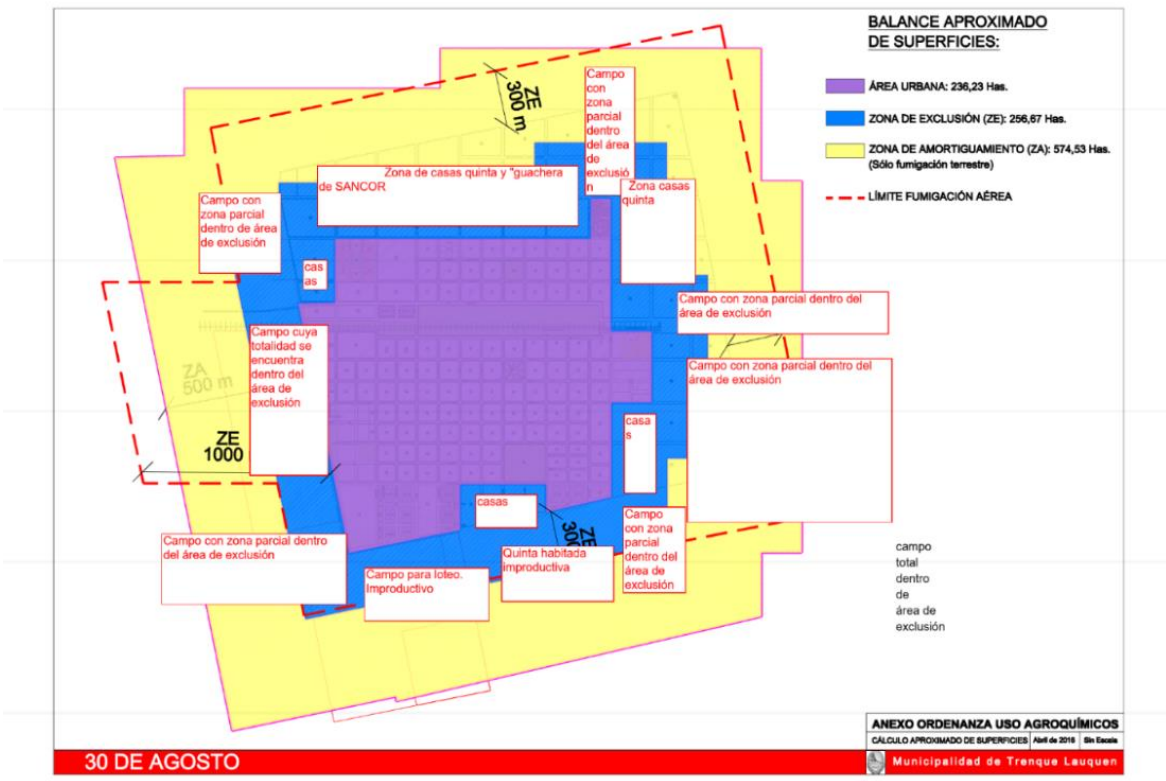 BALANCE APROXIMADO
DE SUPERFICIES:
ÁREA URBANA: 236,23 Has.
ZONA DE EXCLUSIÓN (ZE): 256,67 Has.
ZONA DE AMORTIGUAMIENTO (ZA): 574,53 Has.
(Sólo fumigación terrestre)
LÍMITE FUMIGACIÓN AÉREA
ZE
300 m
Campo
con
zona
parcial
dentro
del área
de
exclusió
n
Zona de casas quinta y "guachera
de SANCOR
Zona casas
quinta
Campo con
zona parcial
dentro de área
de exclusión
cas
as
Campo con zona parcial dentro del
área de exclusión
Campo cuya
totalidad se
encuentra
dentro del
área de
exclusión
ZA
500 m
Campo con zona parcial dentro del
área de exclusión
ZE
1000
casa
s
casas
ZE
300
Campo
con zona
parcial
dentro del
área de
exclusión
Campo con zona parcial dentro
del área de exclusión
Quinta habitada
improductiva
Campo para loteo.
Improductivo
campo
total
dentro
de
área de
exclusión
ANEXO ORDENANZA USO AGROQUÍMICOS
CÁLCULO APROXIMADO DE SUPERFICIES Abril de 2016 Sin Escala
30 DE AGOSTO
Municipalidad de Trenque Lauquen